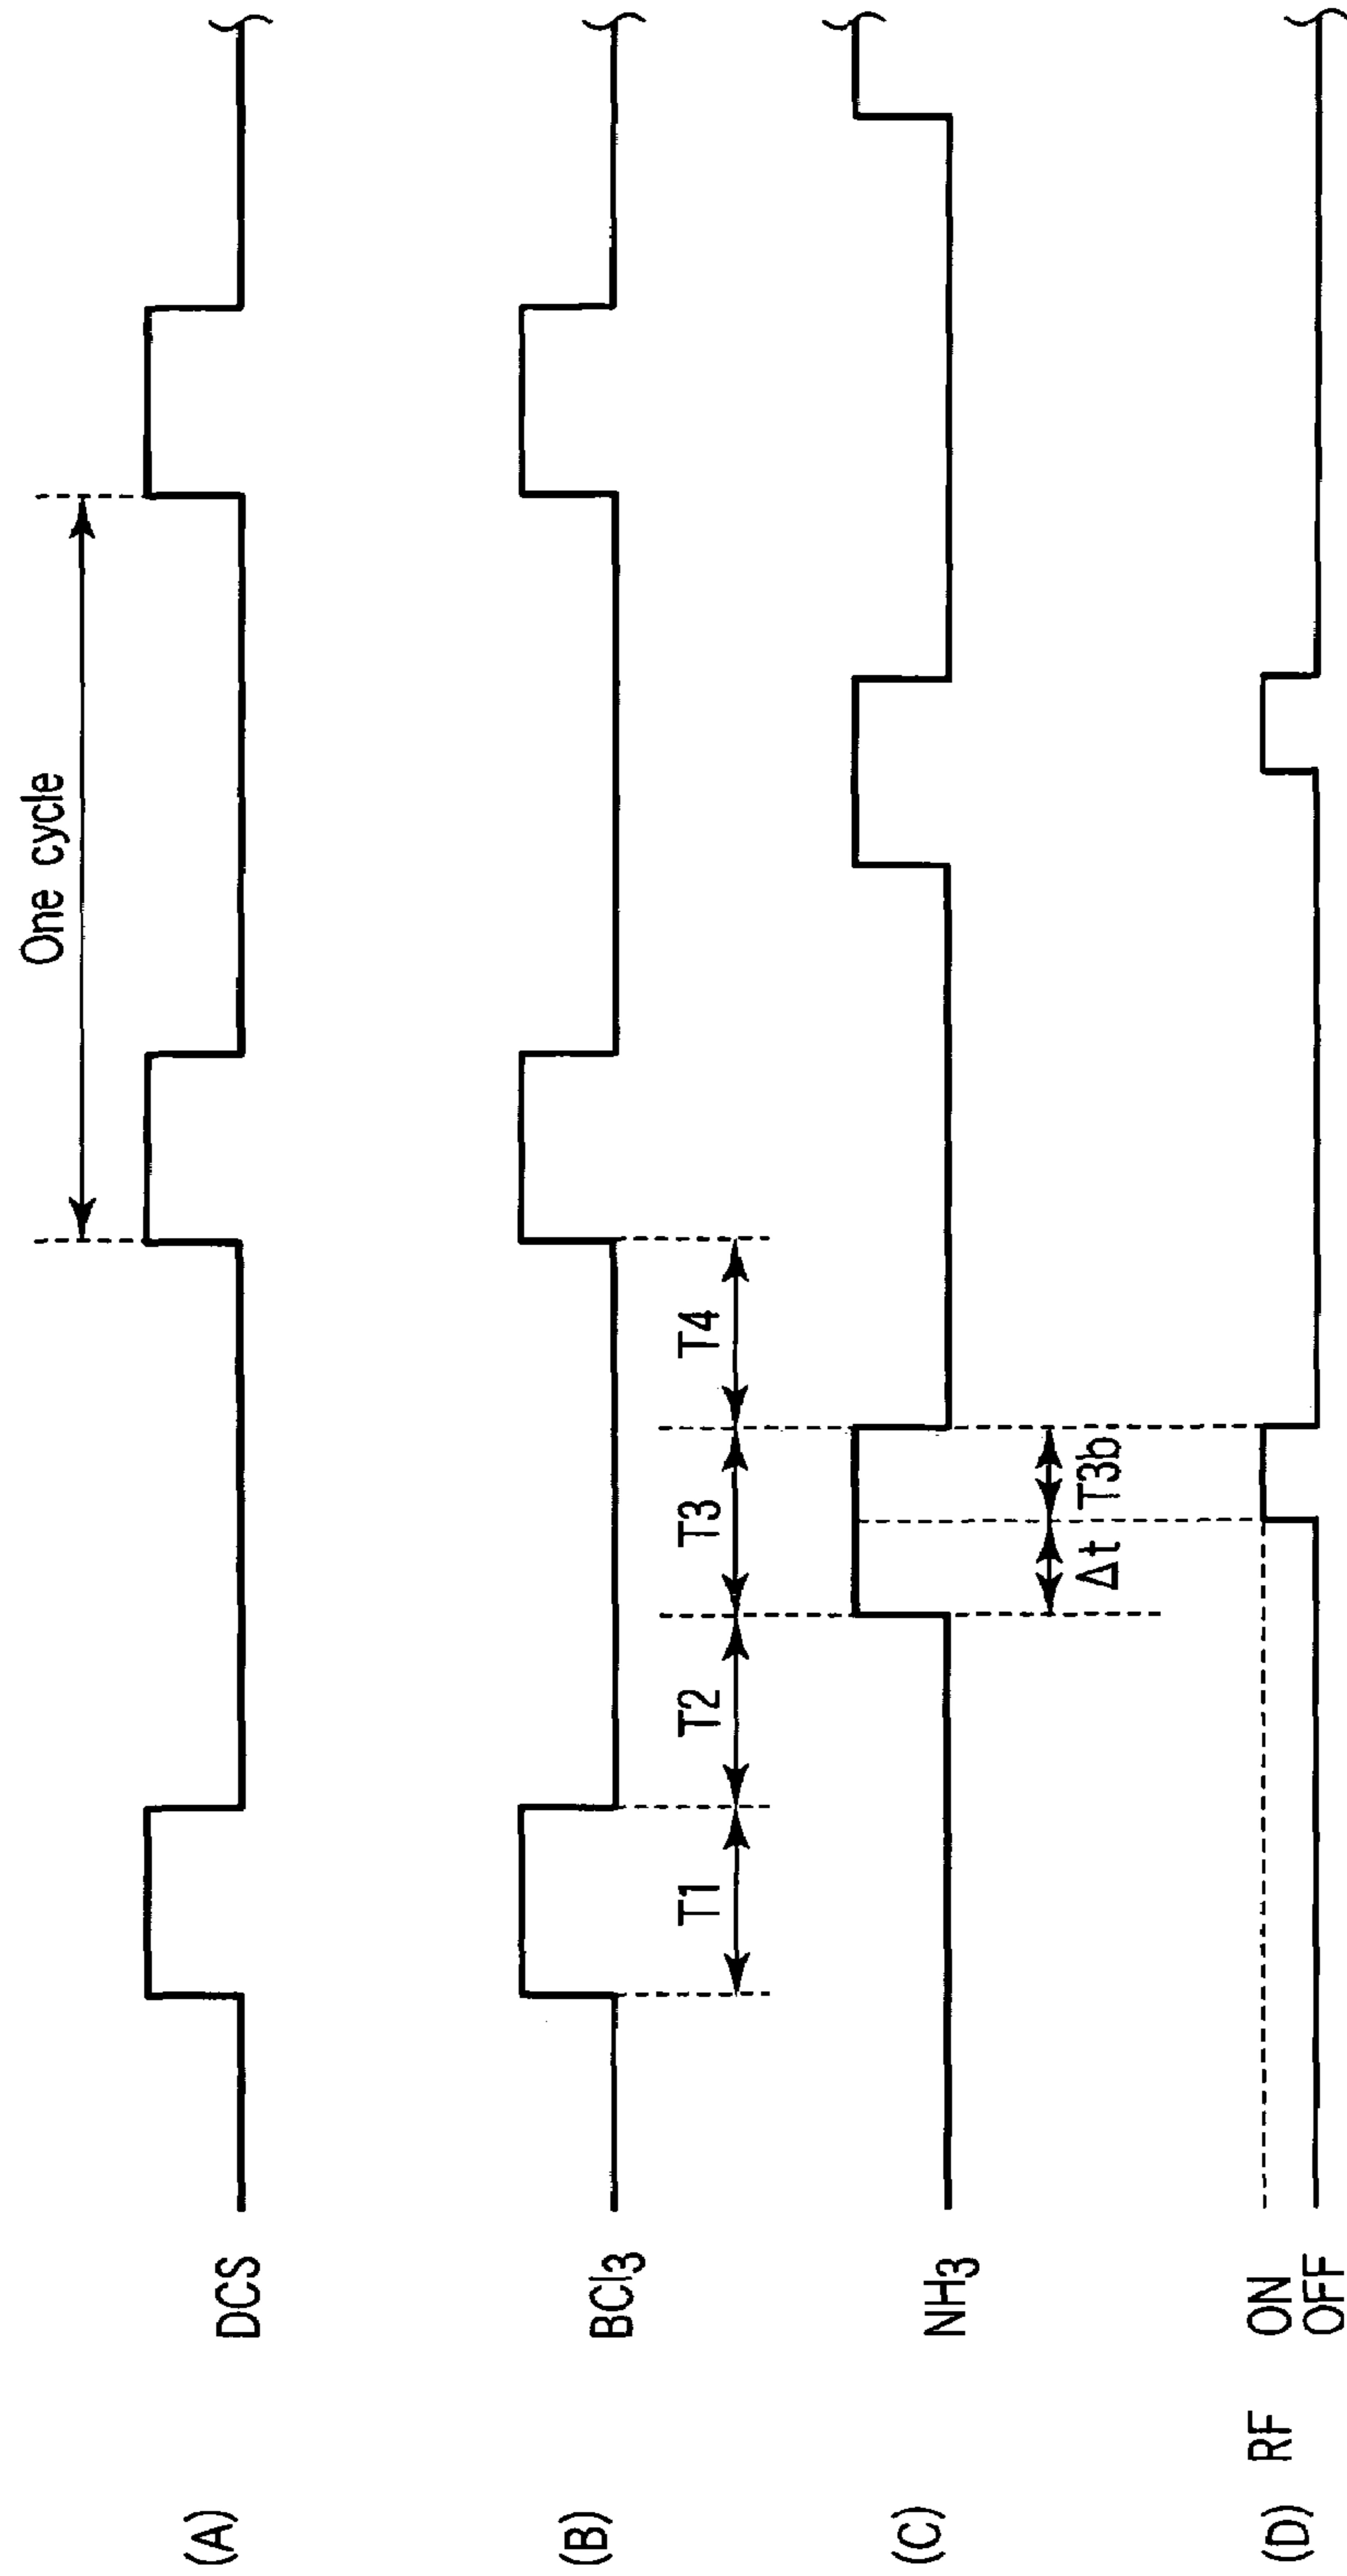 One cycle
(A) DCS
(B) BCl3
T1 T2 T3 T4
(C) NH3
Δt T3b
(D) RF ON
OFF